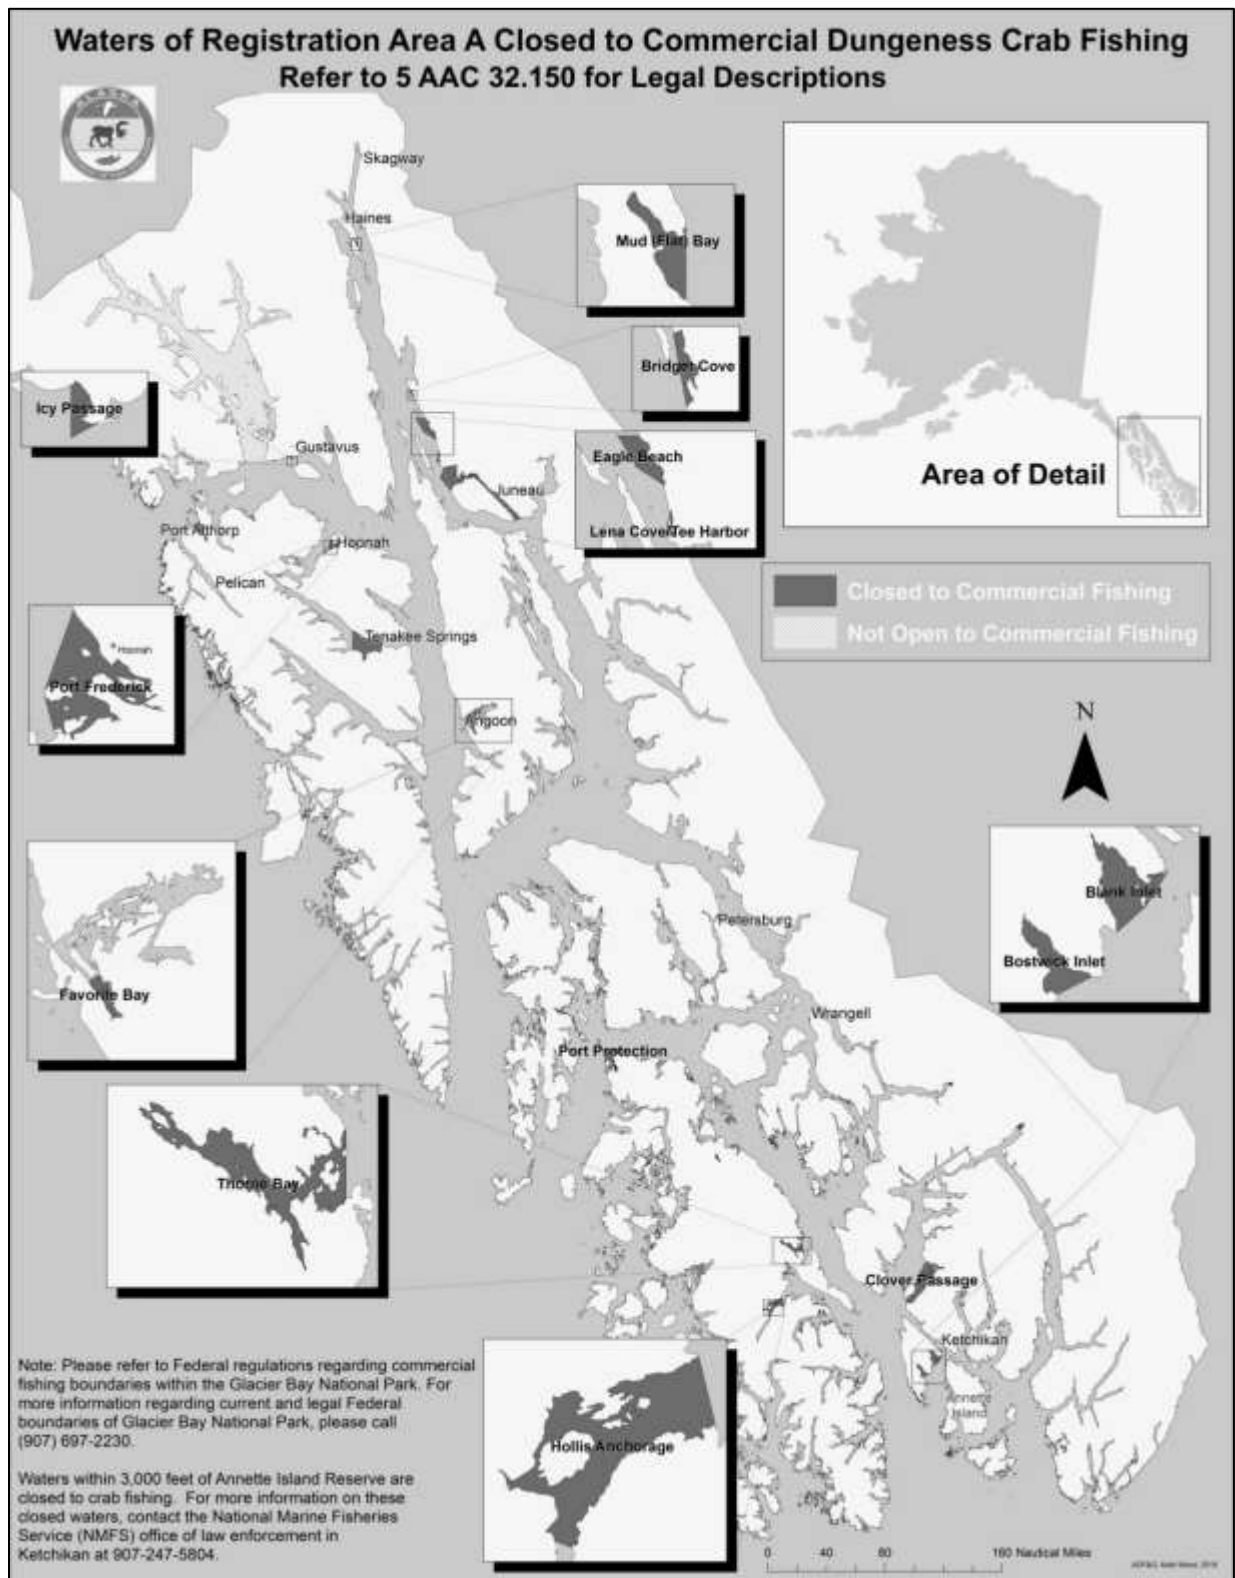 Waters of Registration Area A Closed to Commercial Dungeness Crab Fishing
Refer to 5 AAC 32.150 for Legal Descriptions
ALASKA
Skagway
Haines
Mud (Flat) Bay
Bridget Cove
Icy Passage
Gustavus
Eagle Beach
Juneau
Lena Cove/Tee Harbor
Area of Detail
Port Althorp
Hoonah
Pelican
Closed to Commercial Fishing
Not Open to Commercial Fishing
Tenakee Springs
Hoonah
Port Frederick
Angoon
N
Blank Inlet
Petersburg
Bostwick Inlet
Favorite Bay
Wrangell
Port Protection
Thorne Bay
Clover Passage
Ketchikan
Annette
Island
Hollis Anchorage
Note: Please refer to Federal regulations regarding commercial
fishing boundaries within the Glacier Bay National Park. For
more information regarding current and legal Federal
boundaries of Glacier Bay National Park, please call
(907) 697-2230.
Waters within 3,000 feet of Annette Island Reserve are
closed to crab fishing. For more information on these
closed waters, contact the National Marine Fisheries
Service (NMFS) office of law enforcement in
Ketchikan at 907-247-5804.
0 40 80 160 Nautical Miles